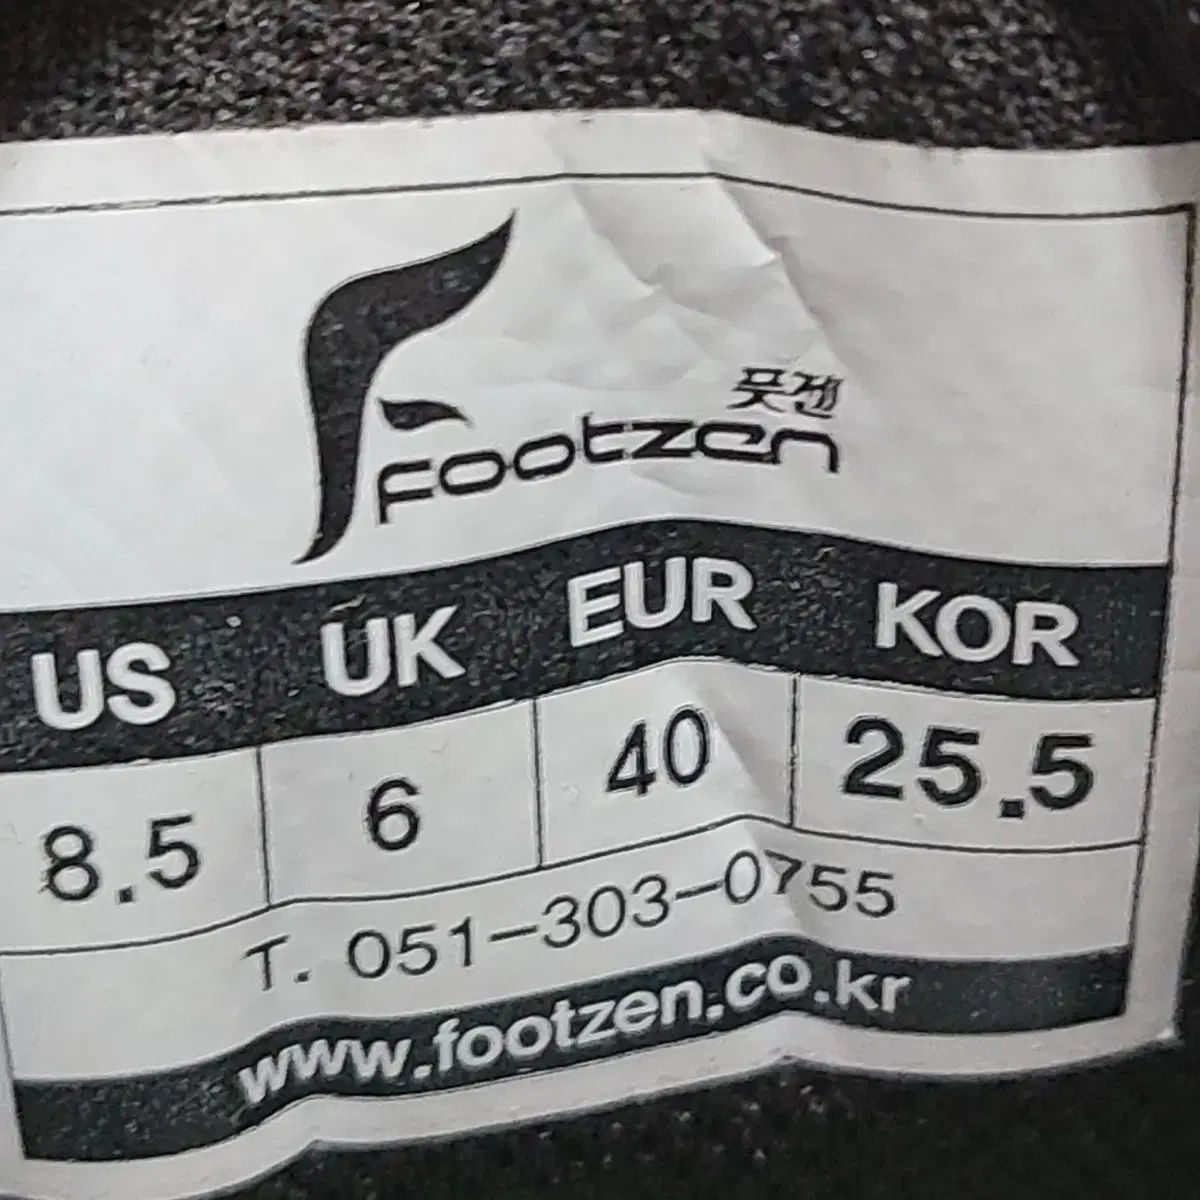 풋젠
Footzen
US UK EUR KOR
8.5 6 40 25.5
T. 051-303-0755
www.footzen.co.kr